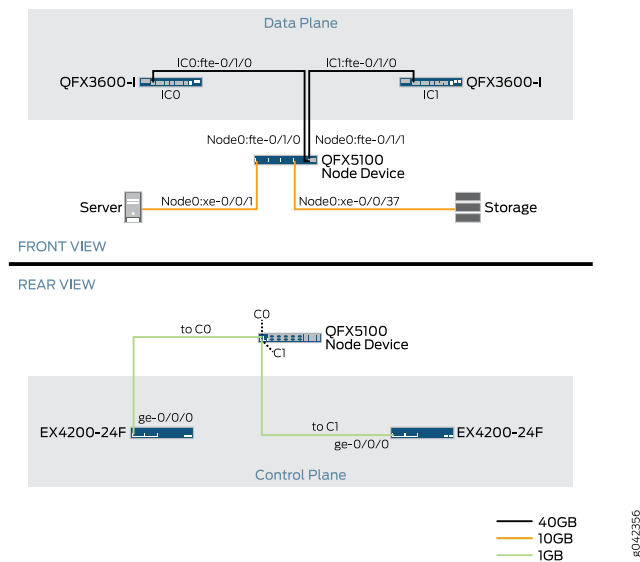 Data Plane
IC0:fte-0/1/0
IC1:fte-0/1/0
QFX3600-I
IC0
IC1
QFX3600-I
Node0:fte-0/1/0
Node0:fte-0/1/1
QFX5100
Node Device
Server
Node0:xe-0/0/1
Node0:xe-0/0/37
Storage
FRONT VIEW
REAR VIEW
C0
to C0
QFX5100
Node Device
C1
ge-0/0/0
EX4200-24F
to C1
ge-0/0/0
EX4200-24F
Control Plane
40GB
10GB
1GB
g042356